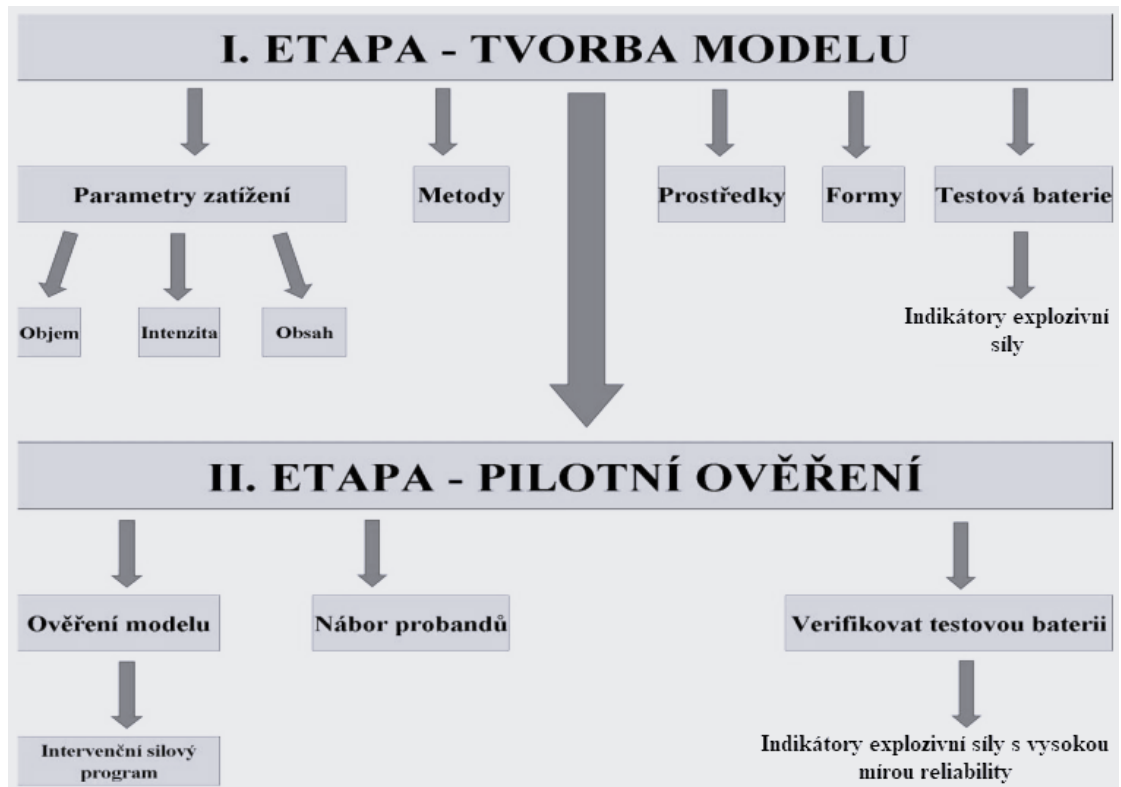 I. ETAPA - TVORBA MODELU
Parametry zatížení
Metody
Prostředky
Formy
Testová baterie
Objem
Intenzita
Obsah
Indikátory explozivní
síly
II. ETAPA - PILOTNÍ OVĚŘENÍ
Ověření modelu
Nábor probandů
Verifikovat testovou baterii
Intervenční silový
program
Indikátory explozivní síly s vysokou
mírou reliability